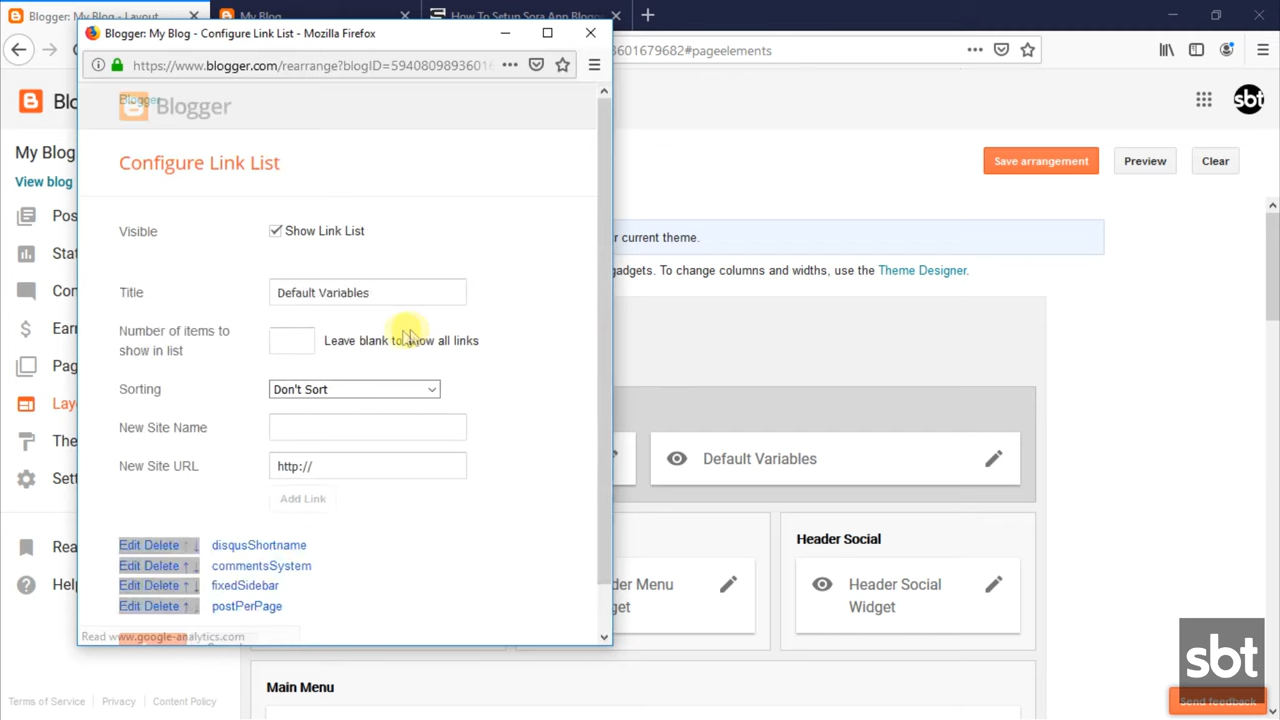 Blogger: My Blog - Layout
My Blog
How To Setup Sora App Blogg
Blogger: My Blog - Configure Link List - Mozilla Firefox
3601679682#pageelements
https://www.blogger.com/rearrange?blogID=59408098936016
Blogger
Blogger
sbt
Configure Link List
My Blog
View blog
Save arrangement
Preview
Clear
Visible
Show Link List
r current theme.
gadgets. To change columns and widths, use the Theme Designer.
Title
Default Variables
Number of items to show in list
Leave blank to show all links
Sorting
Don't Sort
New Site Name
New Site URL
http://
Add Link
Default Variables
Edit Delete ↑ ↓ disqusShortname
Edit Delete ↑ ↓ commentsSystem
Edit Delete ↑ ↓ fixedSidebar
Edit Delete ↑ ↓ postPerPage
Header Social
der Menu
get
Header Social
Widget
Read www.google-analytics.com
Main Menu
sbt
Terms of Service
Privacy
Content Policy
Send feedback